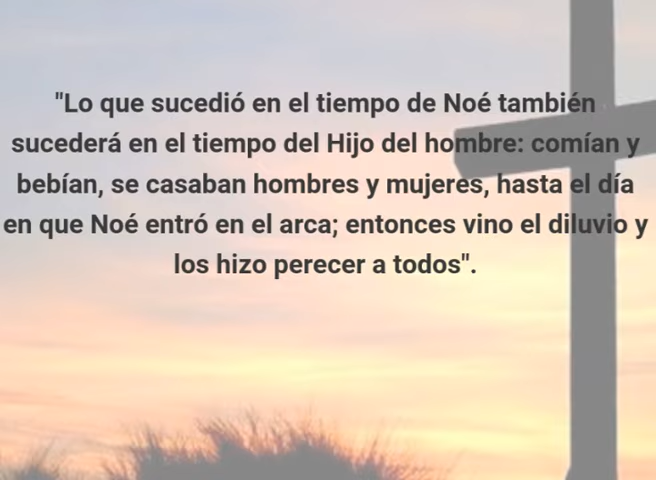 "Lo que sucedió en el tiempo de Noé también
sucederá en el tiempo del Hijo del hombre: comían y
bebían, se casaban hombres y mujeres, hasta el día
en que Noé entró en el arca; entonces vino el diluvio y
los hizo perecer a todos".